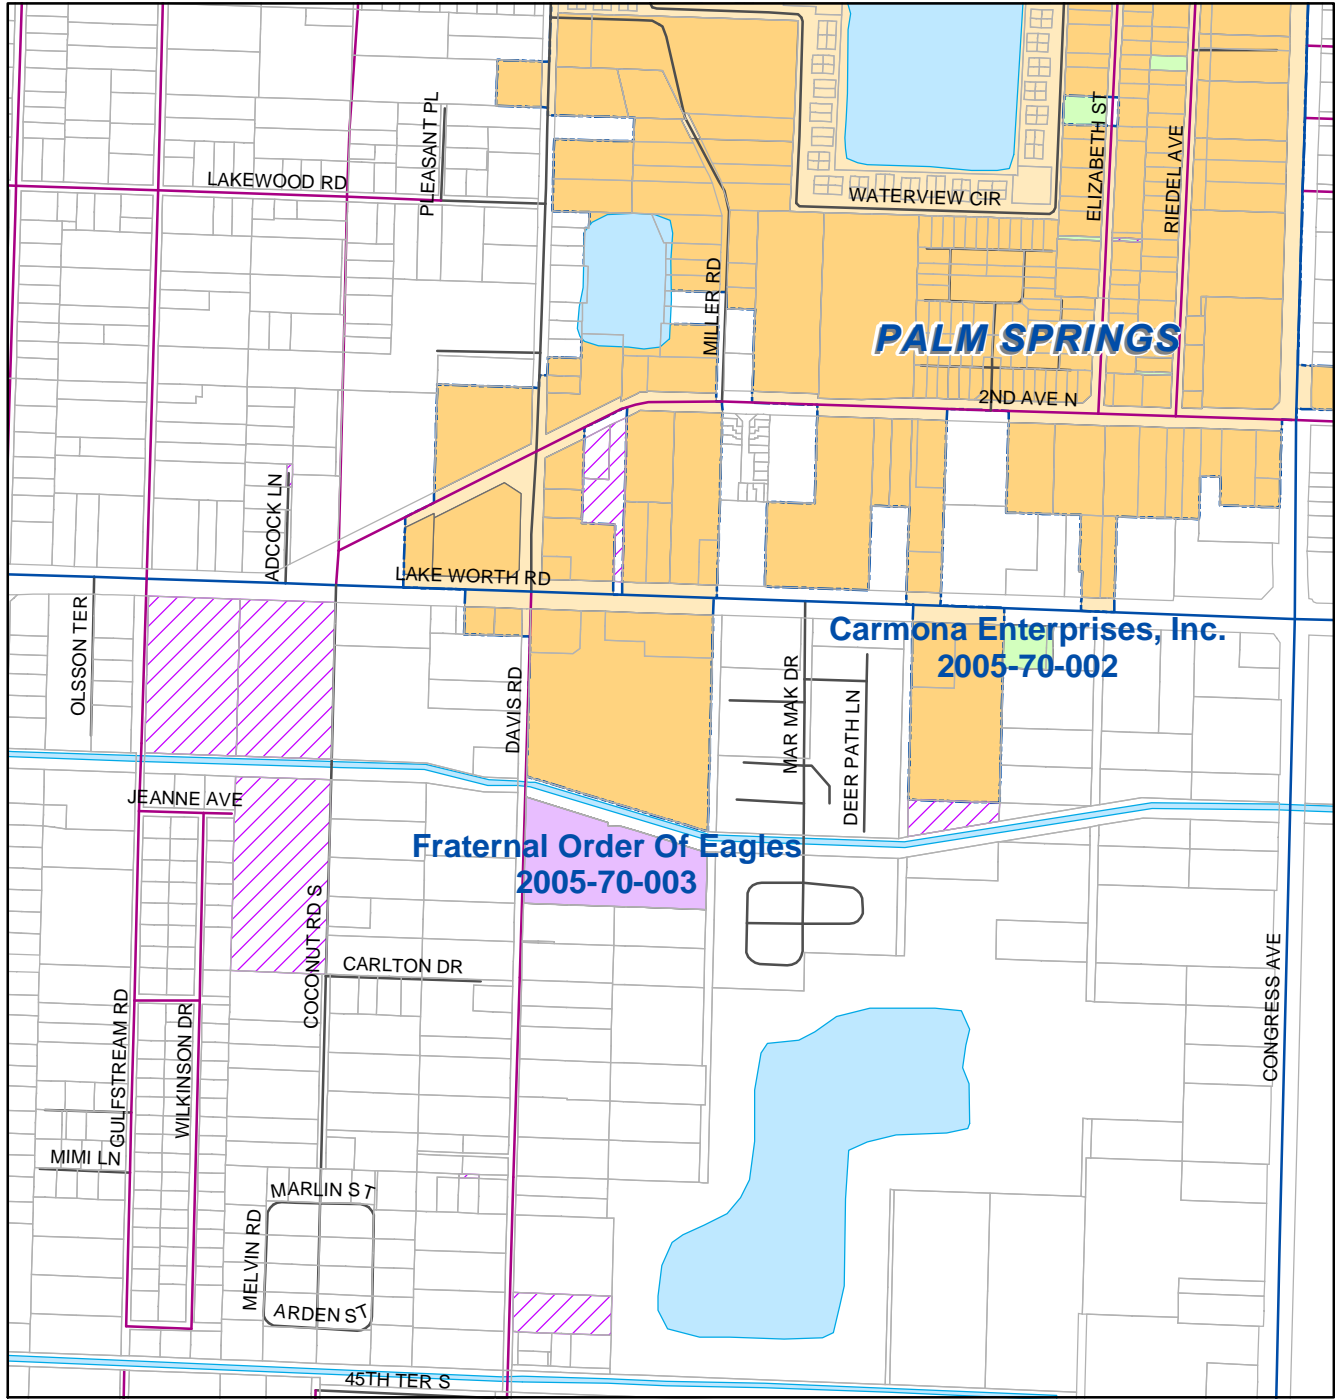 PLEASANT PL
ELIZABETH ST
RIEDEL AVE
LAKEWOOD RD
WATERVIEW CIR
MILLER RD
PALM SPRINGS
2ND AVE N
ADCOCK LN
LAKE WORTH RD
OLSSON TER
Carmona Enterprises, Inc.
2005-70-002
DAVIS RD
MAR MAK DR
DEER PATH LN
JEANNE AVE
Fraternal Order Of Eagles
2005-70-003
COCONUT RD S
CARLTON DR
CONGRESS AVE
GULFSTREAM RD
WILKINSON DR
MIMI LN
MARLIN ST
MELVIN RD
ARDEN ST
45TH TER S